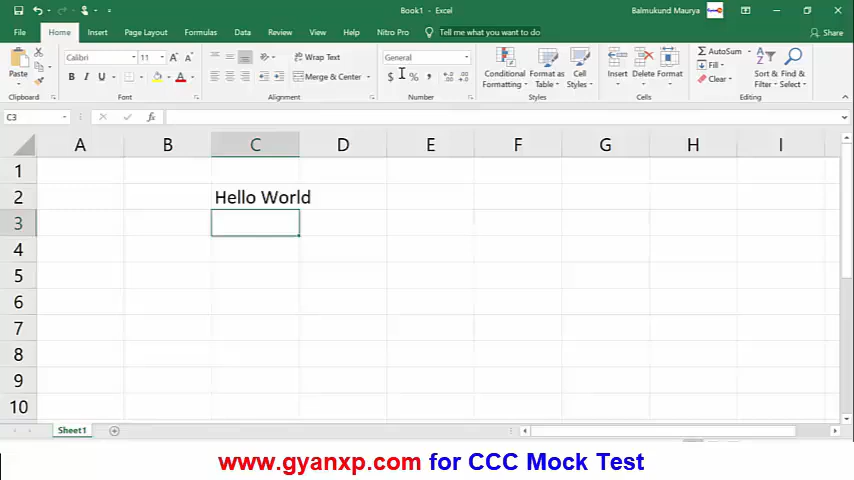 Book1 - Excel
Balmukund Maurya
File Home Insert Page Layout Formulas Data Review View Help Nitro Pro Tell me what you want to do Share
Paste
Clipboard
Calibri 11 A A
B I U A
Font
Wrap Text
Merge & Center
Alignment
General
$ % ,
Number
Conditional Formatting
Format as Table
Cell Styles
Styles
Insert Delete Format
Cells
AutoSum
Fill
Clear
Sort & Filter
Find & Select
Editing
C3 fx
A B C D E F G H I
1
2 Hello World
3
4
5
6
7
8
9
10
Sheet1
www.gyanxp.com for CCC Mock Test